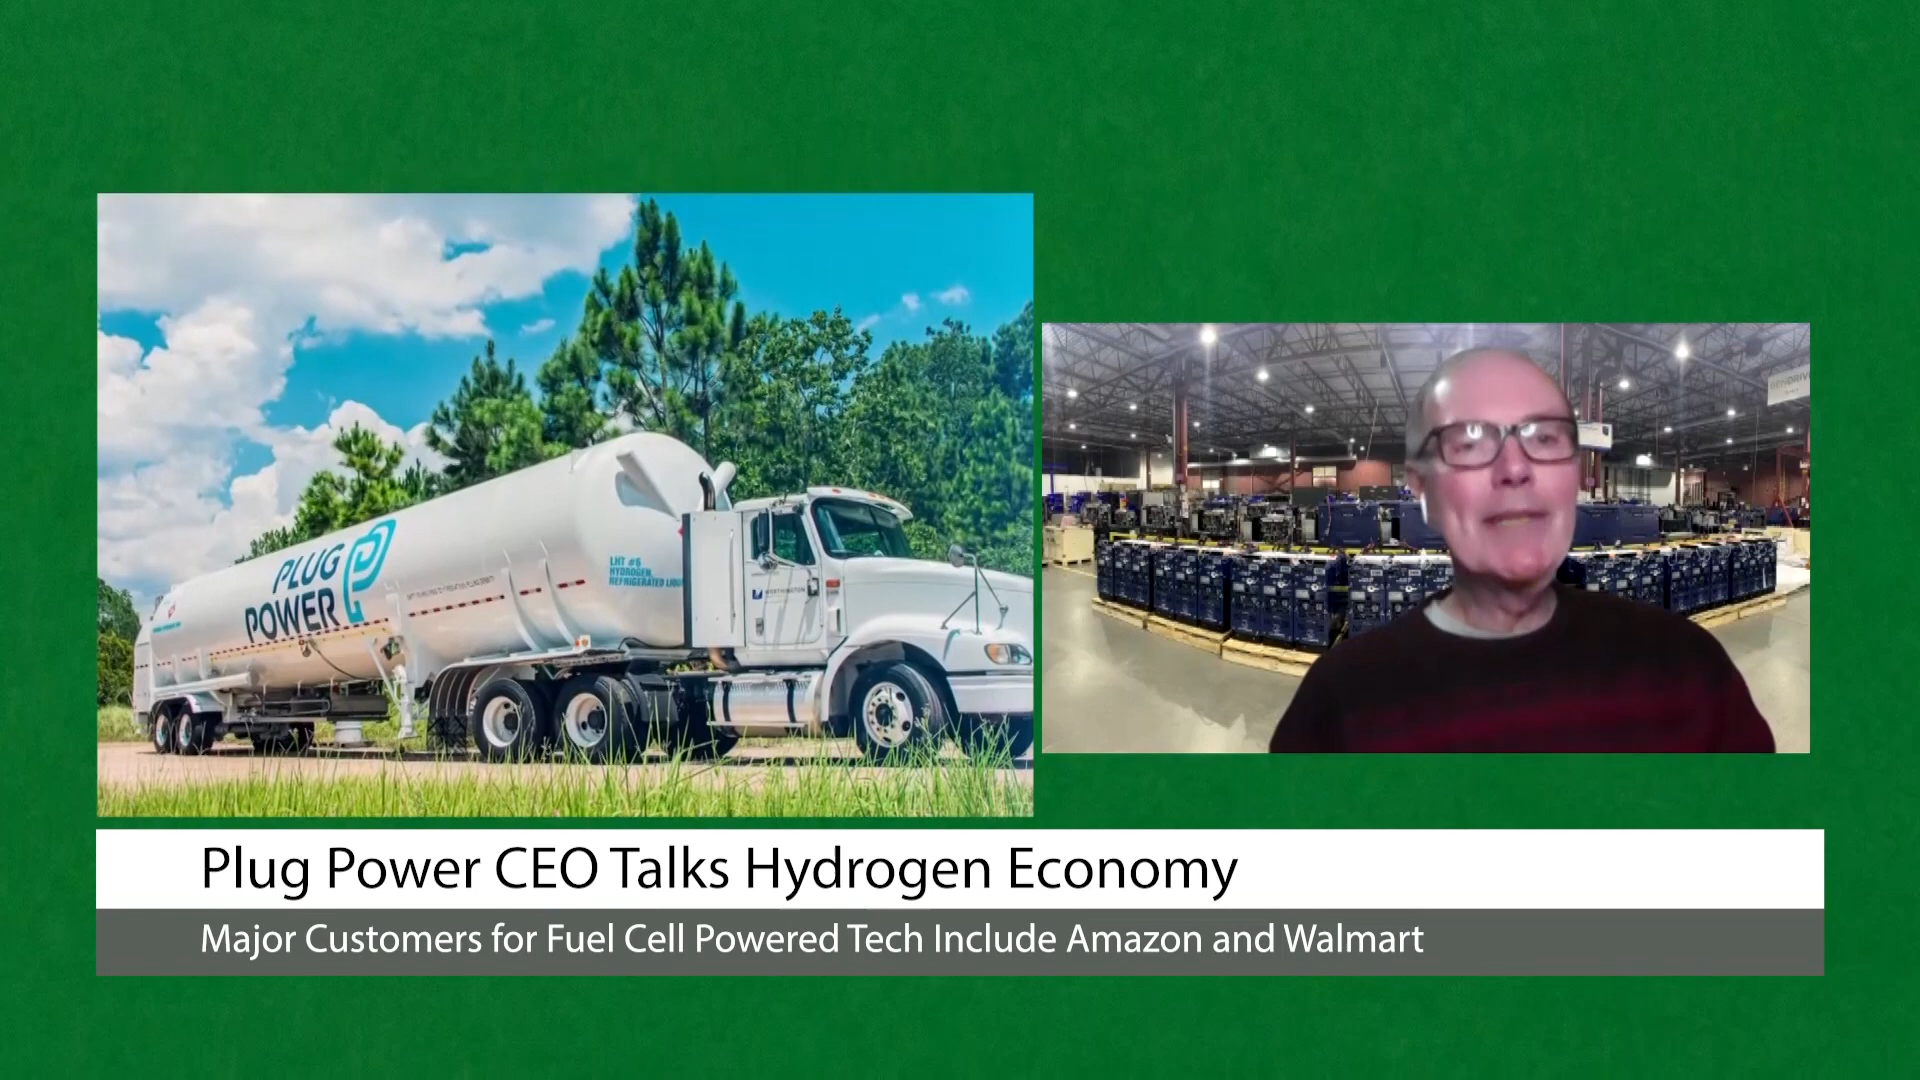 PLUG
POWER
LHT #6
HYDROGEN,
REFRIGERATED
WORTHINGTON
Plug Power CEO Talks Hydrogen Economy
Major Customers for Fuel Cell Powered Tech Include Amazon and Walmart